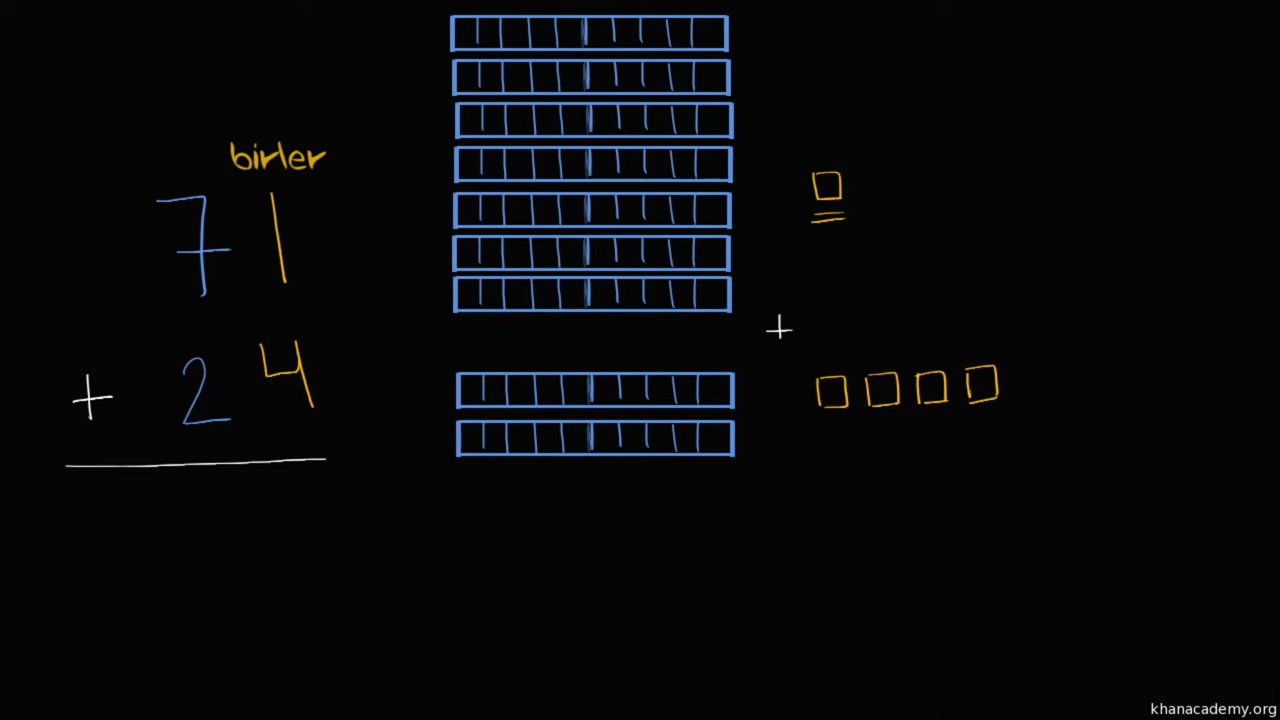 birler
71
+ 24
+
khanacademy.org